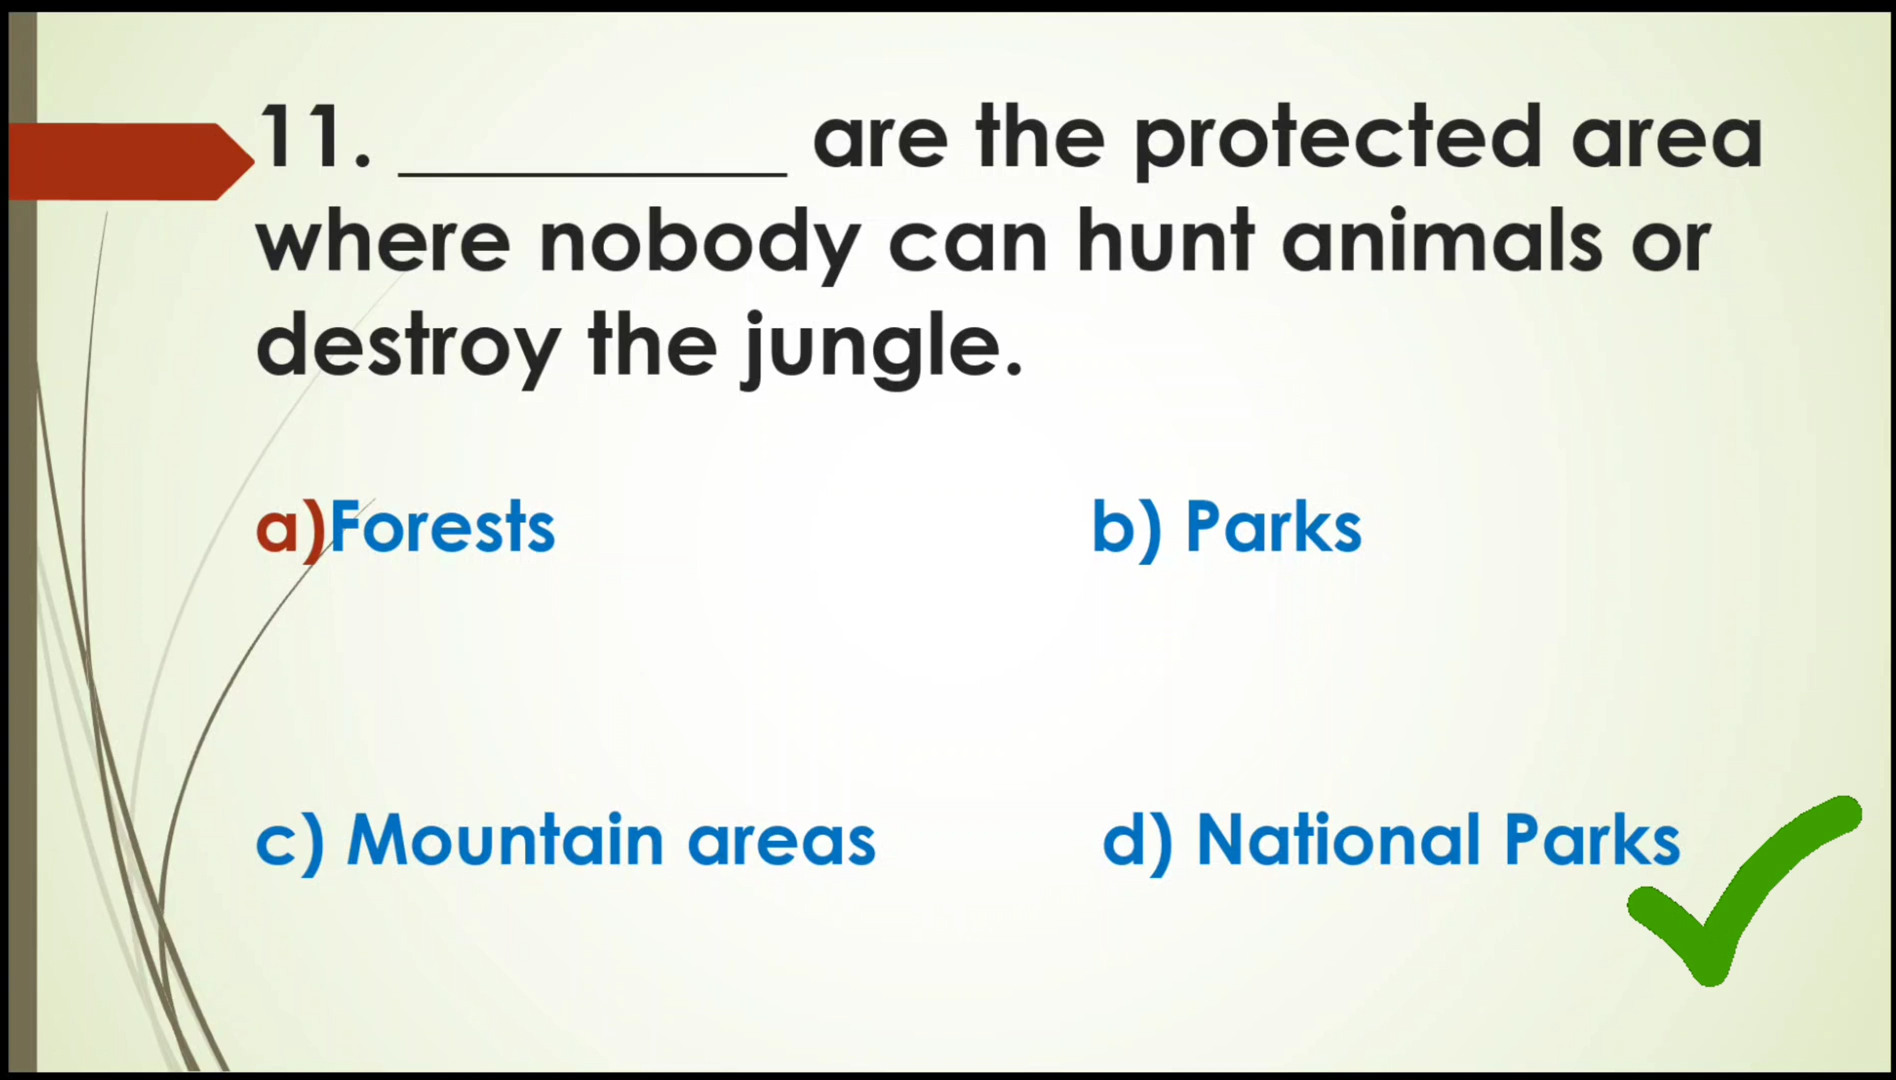 11. ___________ are the protected area
where nobody can hunt animals or
destroy the jungle.
a)Forests
b) Parks
c) Mountain areas
d) National Parks